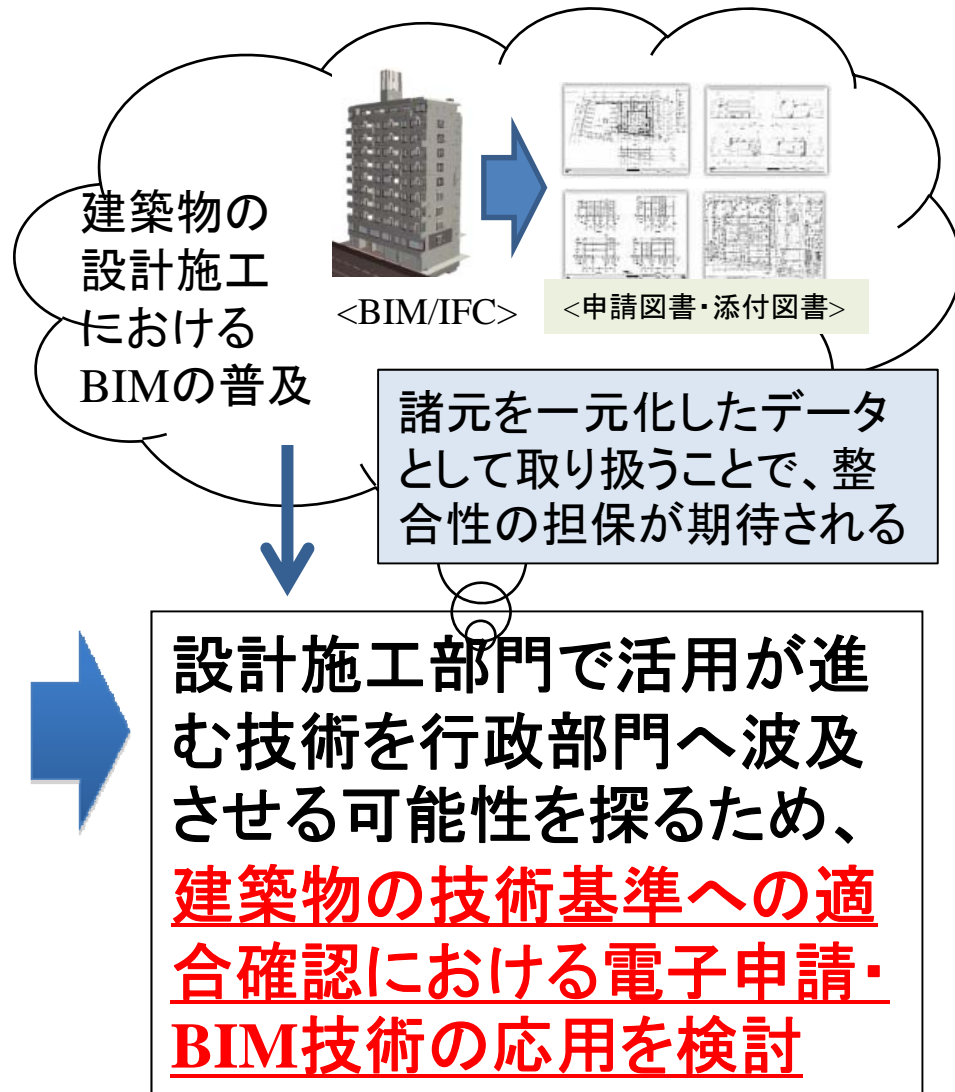 建築物の
設計施工
における
BIMの普及
<BIM/IFC>
<申請図書・添付図書>
諸元を一元化したデータ
として取り扱うことで、整
合性の担保が期待される
設計施工部門で活用が進
む技術を行政部門へ波及
させる可能性を探るため、
建築物の技術基準への適
合確認における電子申請・
BIM技術の応用を検討